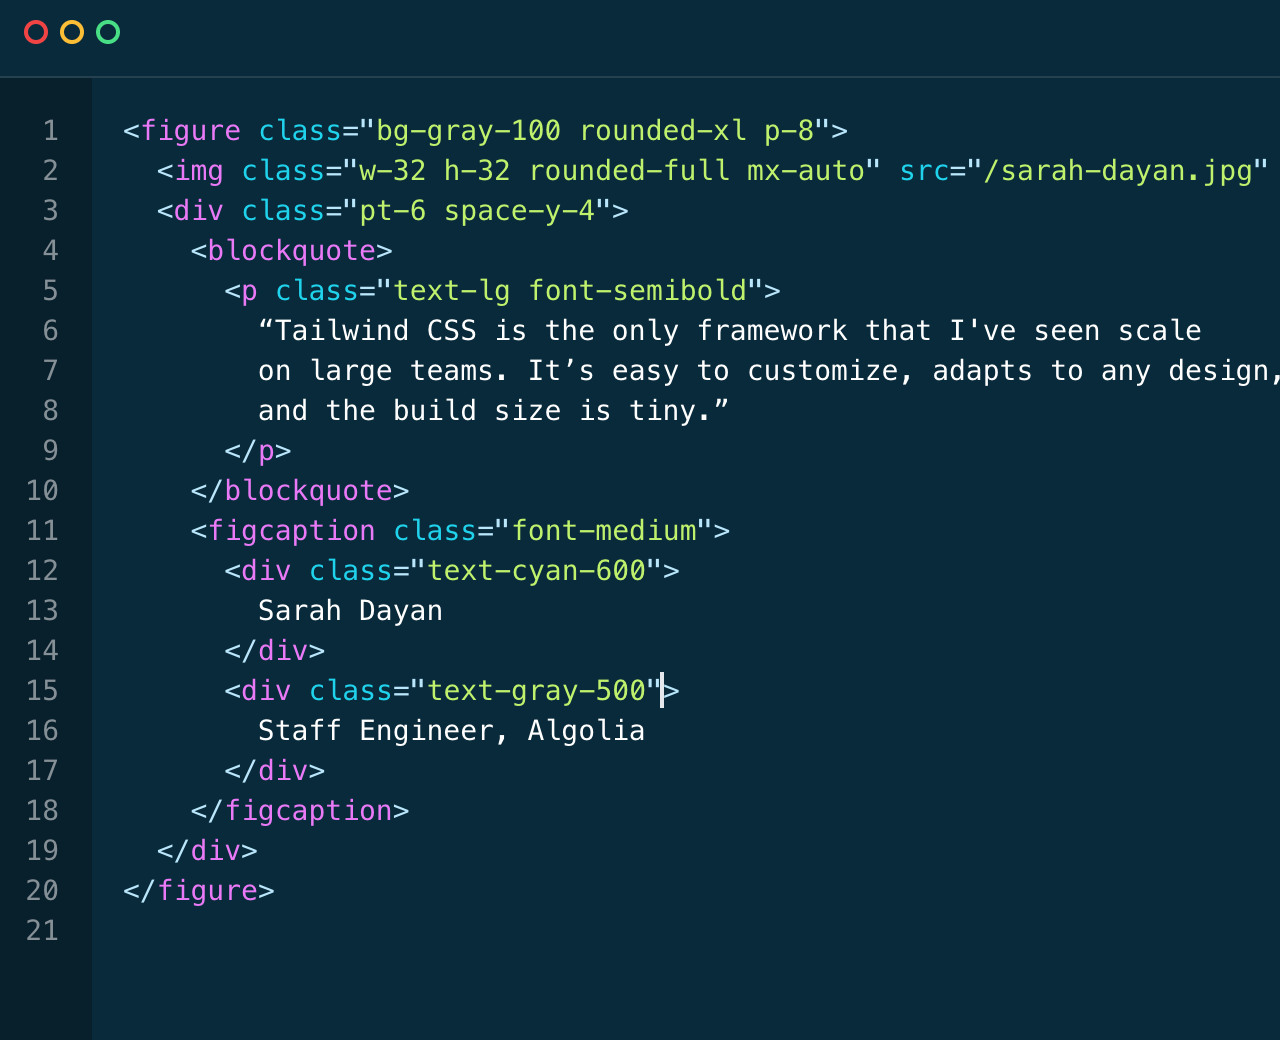 1 <figure class="bg-gray-100 rounded-xl p-8">
2   <img class="w-32 h-32 rounded-full mx-auto" src="/sarah-dayan.jpg"
3   <div class="pt-6 space-y-4">
4     <blockquote>
5       <p class="text-lg font-semibold">
6         “Tailwind CSS is the only framework that I've seen scale
7         on large teams. It’s easy to customize, adapts to any design,
8         and the build size is tiny.”
9       </p>
10     </blockquote>
11     <figcaption class="font-medium">
12       <div class="text-cyan-600">
13         Sarah Dayan
14       </div>
15       <div class="text-gray-500">
16         Staff Engineer, Algolia
17       </div>
18     </figcaption>
19   </div>
20 </figure>
21